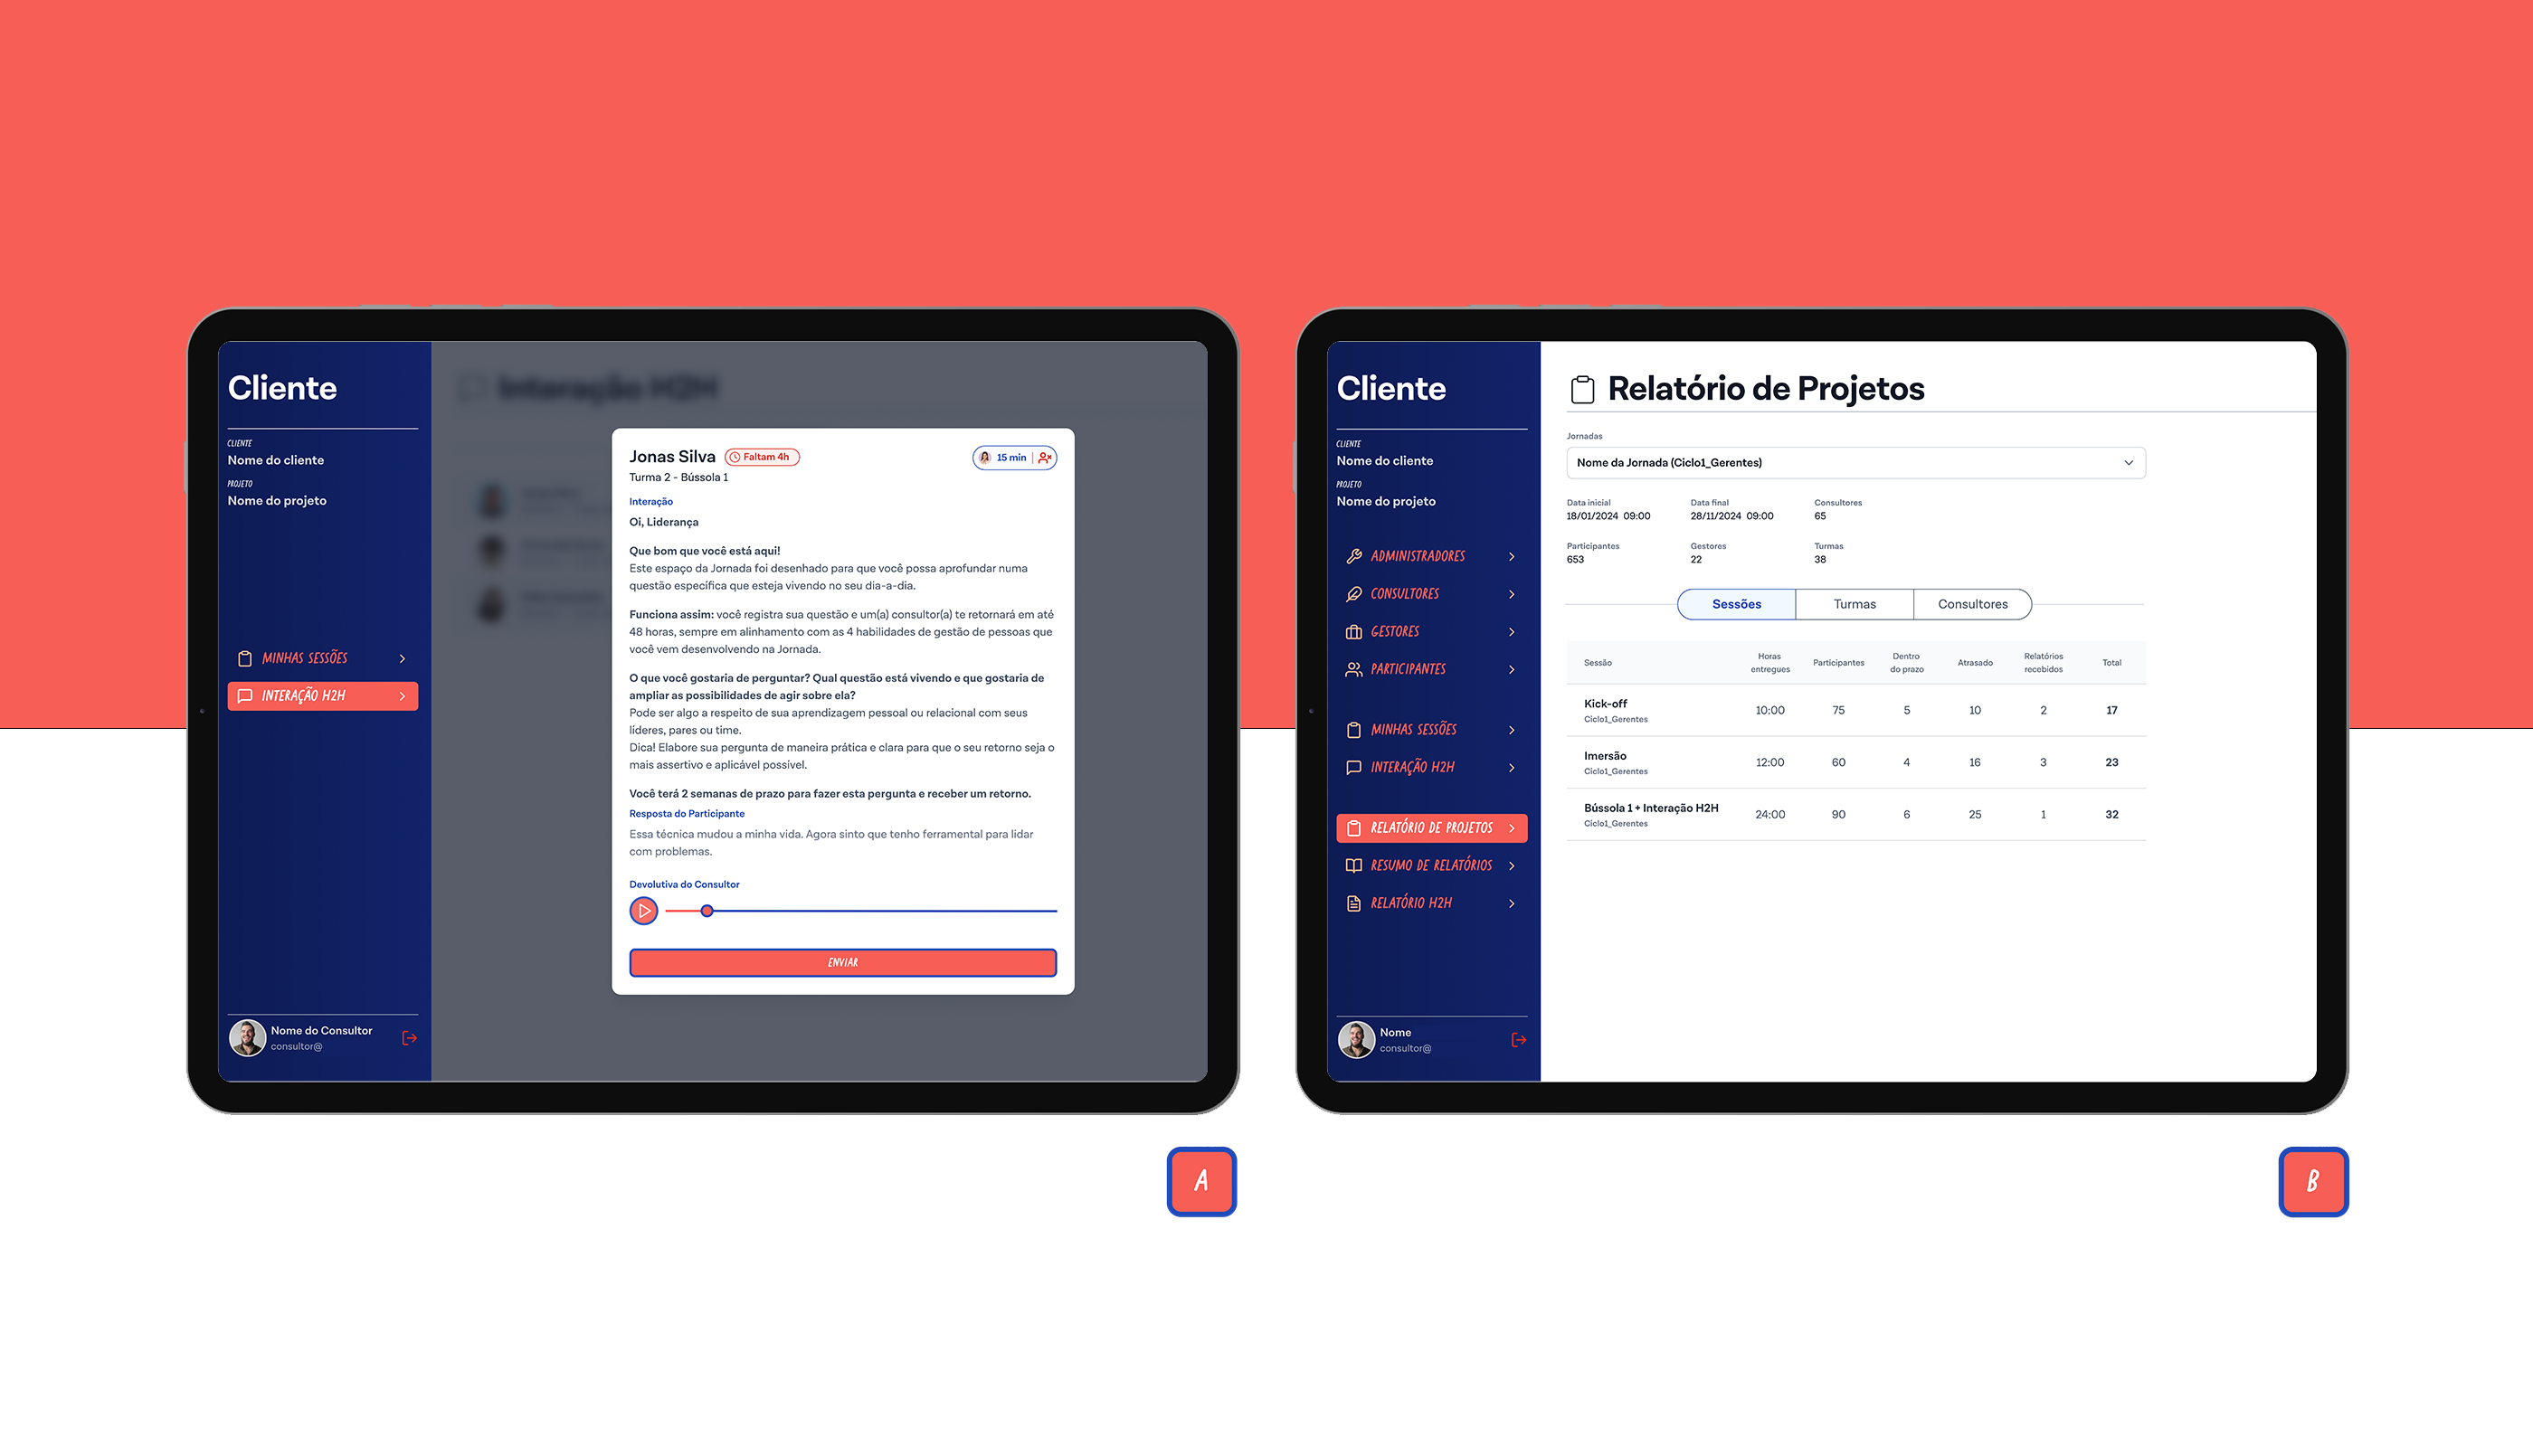 Cliente
CLIENTE
Nome do cliente
PROJETO
Nome do projeto
MINHAS SESSÕES
INTERAÇÃO H2H
Nome do Consultor
consultor@
Interação H2H
Jonas Silva
Faltam 4h
15 min
Turma 2 - Bússola 1
Interação
Oi, Liderança
Que bom que você está aqui!
Este espaço da Jornada foi desenhado para que você possa aprofundar numa
questão específica que esteja vivendo no seu dia-a-dia.
Funciona assim: você registra sua questão e um(a) consultor(a) te retornará em até
48 horas, sempre em alinhamento com as 4 habilidades de gestão de pessoas que
você vem desenvolvendo na Jornada.
O que você gostaria de perguntar? Qual questão está vivendo e que gostaria de
ampliar as possibilidades de agir sobre ela?
Pode ser algo a respeito de sua aprendizagem pessoal ou relacional com seus
líderes, pares ou time.
Dica! Elabore sua pergunta de maneira prática e clara para que o seu retorno seja o
mais assertivo e aplicável possível.
Você terá 2 semanas de prazo para fazer esta pergunta e receber um retorno.
Resposta do Participante
Essa técnica mudou a minha vida. Agora sinto que tenho ferramental para lidar
com problemas.
Devolutiva do Consultor
ENVIAR
A
Cliente
CLIENTE
Nome do cliente
PROJETO
Nome do projeto
ADMINISTRADORES
CONSULTORES
GESTORES
PARTICIPANTES
MINHAS SESSÕES
INTERAÇÃO H2H
RELATÓRIO DE PROJETOS
RESUMO DE RELATÓRIOS
RELATÓRIO H2H
Nome
consultor@
Relatório de Projetos
Jornadas
Nome da Jornada (Ciclo1_Gerentes)
Data inicial Data final Consultores
18/01/2024 09:00 28/11/2024 09:00 65
Participantes Gestores Turmas
653 22 38
Sessões Turmas Consultores
Sessão Horas entregues Participantes Dentro do prazo Atrasado Relatórios recebidos Total
Kick-off 10:00 75 5 10 2 17
Ciclo1_Gerentes
Imersão 12:00 60 4 16 3 23
Ciclo1_Gerentes
Bússola 1 + Interação H2H 24:00 90 6 25 1 32
Ciclo1_Gerentes
B